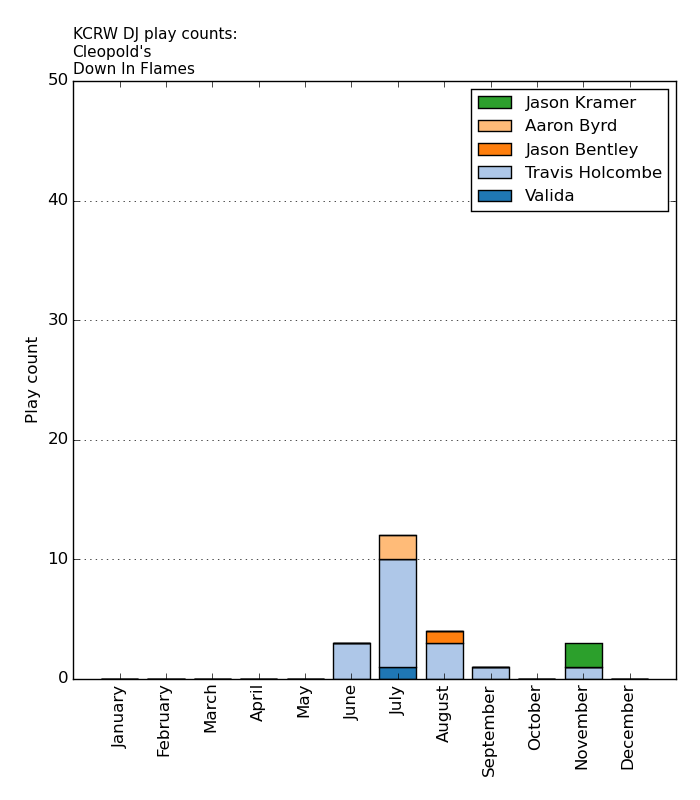 KCRW DJ play counts:
Cleopold's
Down In Flames
50
40
30
20
10
0
Play count
Jason Kramer
Aaron Byrd
Jason Bentley
Travis Holcombe
Valida
January
February
March
April
May
June
July
August
September
October
November
December